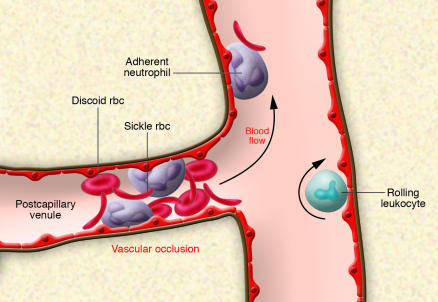 Adherent
neutrophil
Discoid rbc
Sickle rbc
Blood
flow
Postcapillary
venule
Rolling
leukocyte
Vascular occlusion